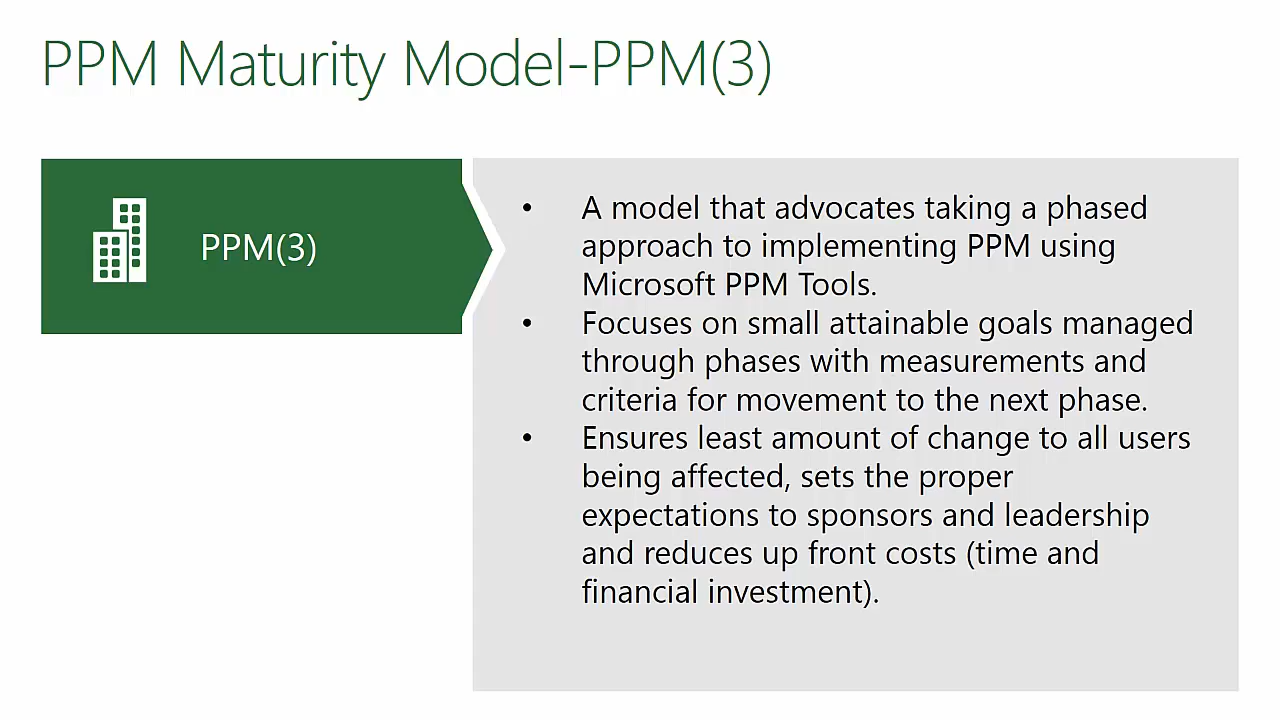 PPM Maturity Model-PPM(3)
PPM(3)
• A model that advocates taking a phased
approach to implementing PPM using
Microsoft PPM Tools.
• Focuses on small attainable goals managed
through phases with measurements and
criteria for movement to the next phase.
• Ensures least amount of change to all users
being affected, sets the proper
expectations to sponsors and leadership
and reduces up front costs (time and
financial investment).